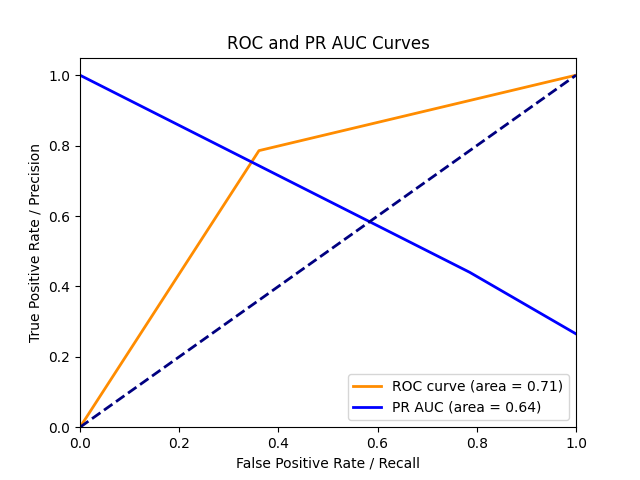 ROC and PR AUC Curves
True Positive Rate / Precision
1.0
0.8
0.6
0.4
0.2
0.0
0.0 0.2 0.4 0.6 0.8 1.0
False Positive Rate / Recall
ROC curve (area = 0.71)
PR AUC (area = 0.64)